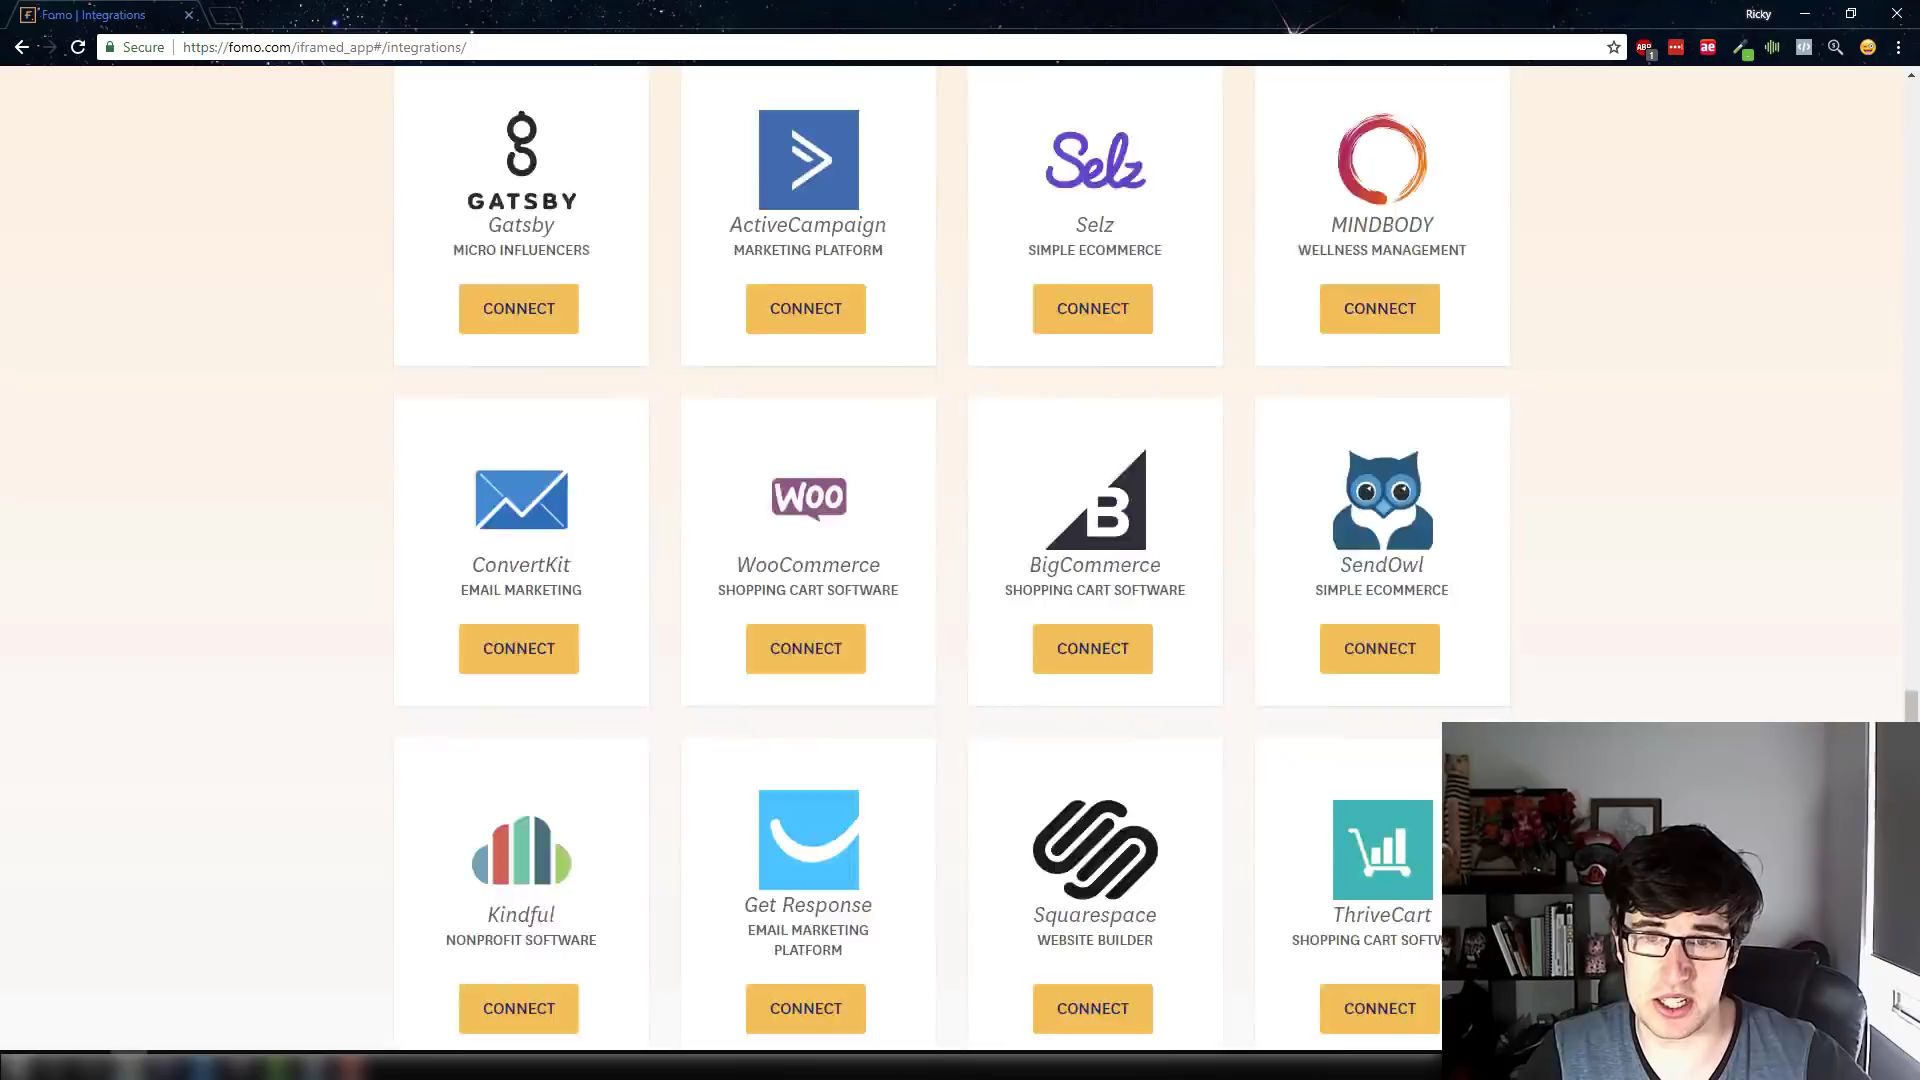 Fomo | Integrations
Ricky
Secure
https://fomo.com/iframed_app#/integrations/
ABP
1
ae
GATSBY
Gatsby
MICRO INFLUENCERS
CONNECT
ActiveCampaign
MARKETING PLATFORM
CONNECT
Selz
Selz
SIMPLE ECOMMERCE
CONNECT
MINDBODY
WELLNESS MANAGEMENT
CONNECT
ConvertKit
EMAIL MARKETING
CONNECT
WOO
WooCommerce
SHOPPING CART SOFTWARE
CONNECT
B
BigCommerce
SHOPPING CART SOFTWARE
CONNECT
SendOwl
SIMPLE ECOMMERCE
CONNECT
Kindful
NONPROFIT SOFTWARE
CONNECT
Get Response
EMAIL MARKETING
PLATFORM
CONNECT
Squarespace
WEBSITE BUILDER
CONNECT
ThriveCart
SHOPPING CART SOFTW
CONNECT